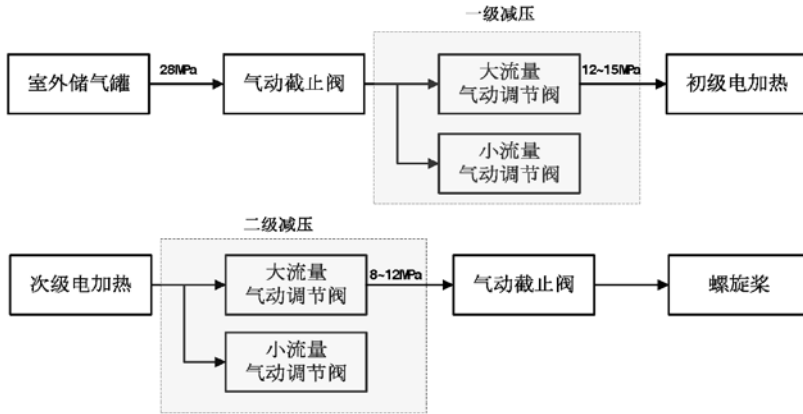 一级减压
室外储气罐
28MPa
气动截止阀
大流量
气动调节阀
12~15MPa
初级电加热
小流量
气动调节阀
二级减压
次级电加热
大流量
气动调节阀
8~12MPa
气动截止阀
螺旋桨
小流量
气动调节阀